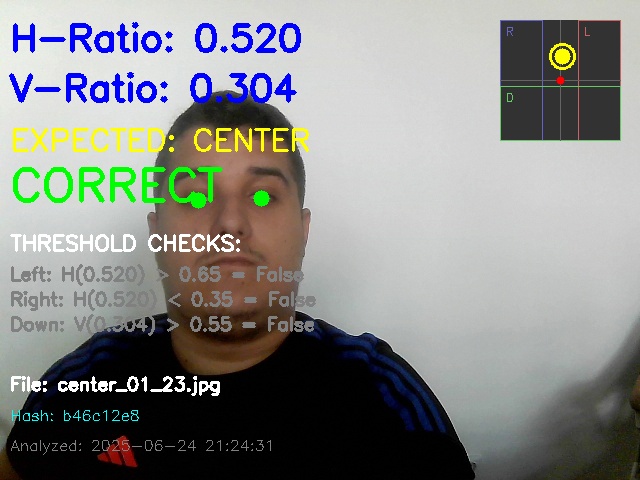 H-Ratio: 0.520
V-Ratio: 0.304
EXPECTED: CENTER
CORRECT
THRESHOLD CHECKS:
Left: H(0.520) > 0.65 = False
Right: H(0.520) < 0.35 = False
Down: V(0.304) > 0.55 = False
File: center_01_23.jpg
Hash: b46c12e8
Analyzed: 2025-06-24 21:24:31
R L
D